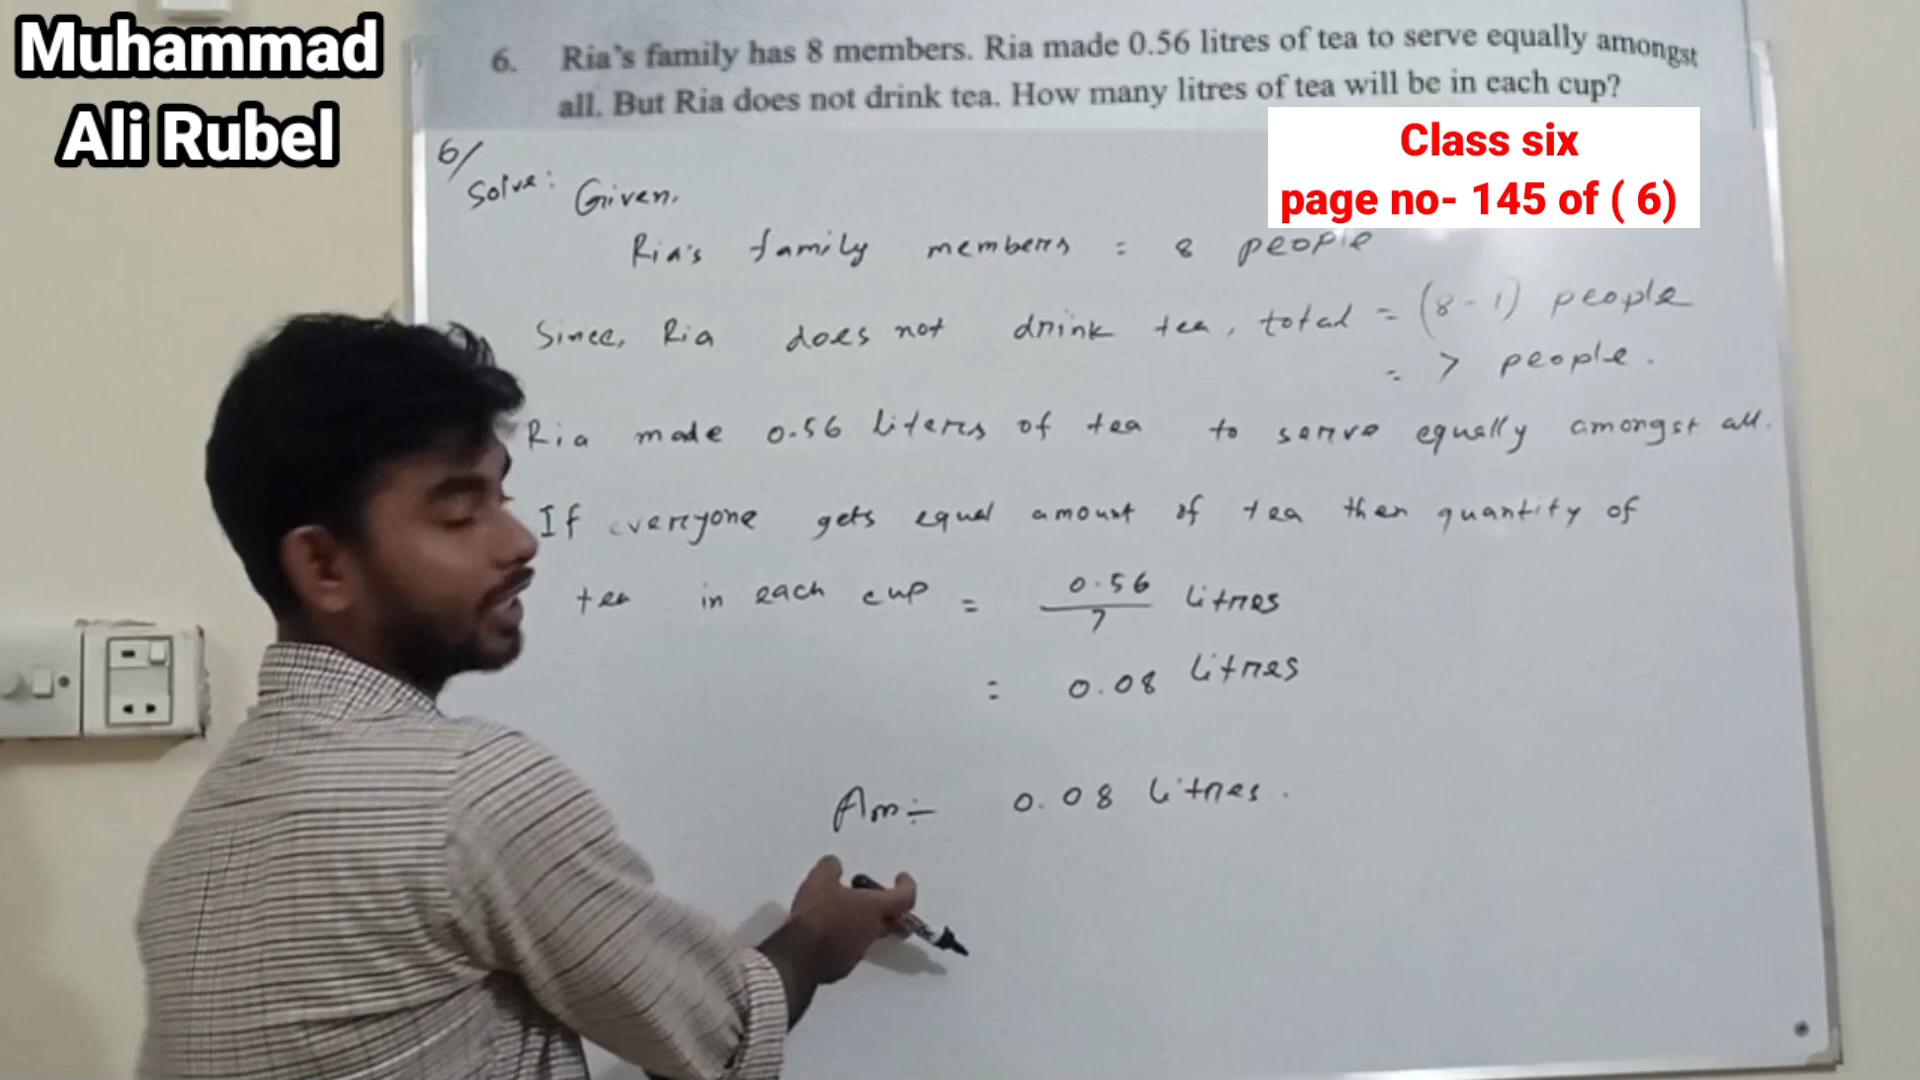 Muhammad
Ali Rubel
6. Ria's family has 8 members. Ria made 0.56 litres of tea to serve equally amongst
all. But Ria does not drink tea. How many litres of tea will be in each cup?
Class six
page no- 145 of ( 6)
6/
Solve: Given,
Ria's family members = 8 people
Since, Ria does not drink tea, total = (8-1) people
= 7 people.
Ria made 0.56 liters of tea to serve equally amongst all.
If everyone gets equal amount of tea then quantity of
tea in each cup = 0.56/7 litres
= 0.08 litres
Ans:- 0.08 litres.